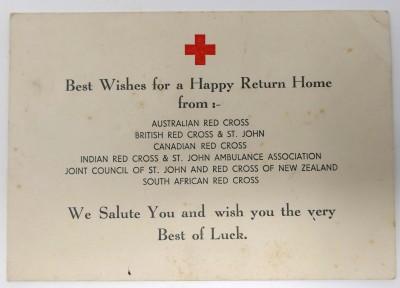 Best Wishes for a Happy Return Home
from :-
AUSTRALIAN RED CROSS
BRITISH RED CROSS & ST. JOHN
CANADIAN RED CROSS
INDIAN RED CROSS & ST. JOHN AMBULANCE ASSOCIATION
JOINT COUNCIL OF ST. JOHN AND RED CROSS OF NEW ZEALAND
SOUTH AFRICAN RED CROSS
We Salute You and wish you the very
Best of Luck.